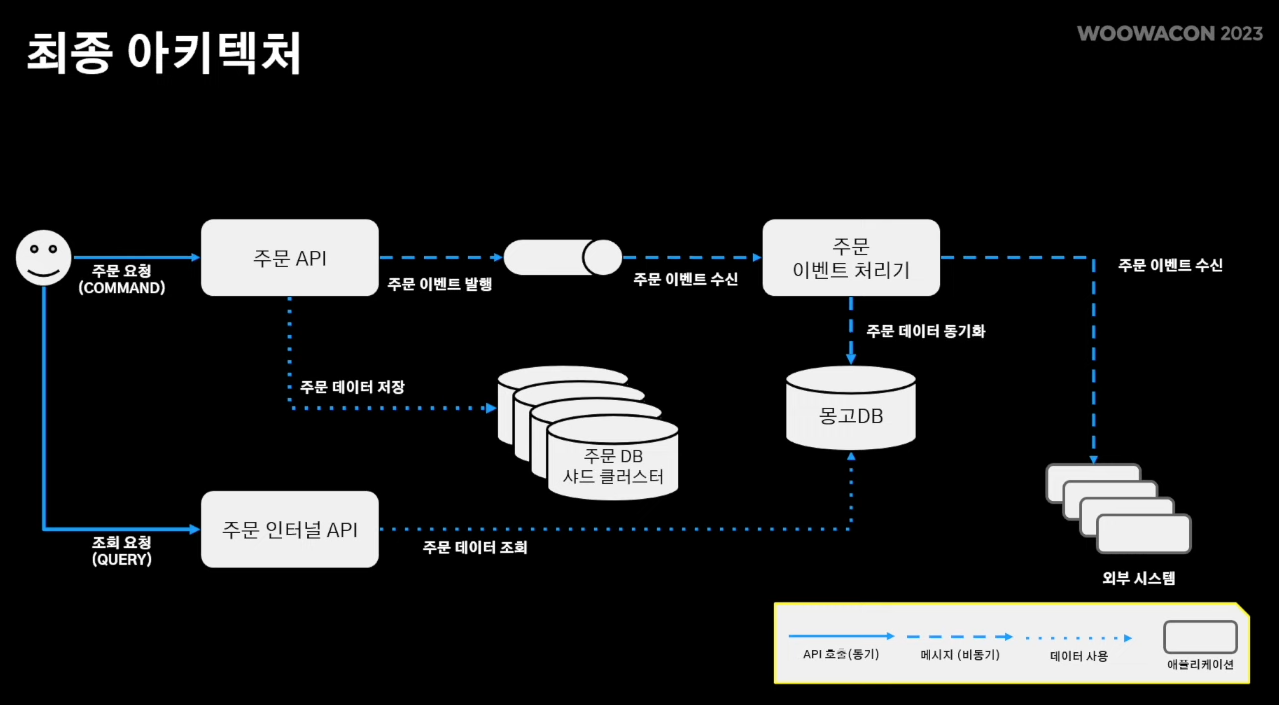 최종 아키텍처
WOOWACON 2023
주문 요청
(COMMAND)
주문 API
주문 이벤트 발행
주문 이벤트 수신
주문
이벤트 처리기
주문 이벤트 수신
주문 데이터 동기화
주문 데이터 저장
주문 DB
샤드 클러스터
몽고DB
조회 요청
(QUERY)
주문 인터널 API
주문 데이터 조회
외부 시스템
API 호출(동기)
메시지 (비동기)
데이터 사용
애플리케이션